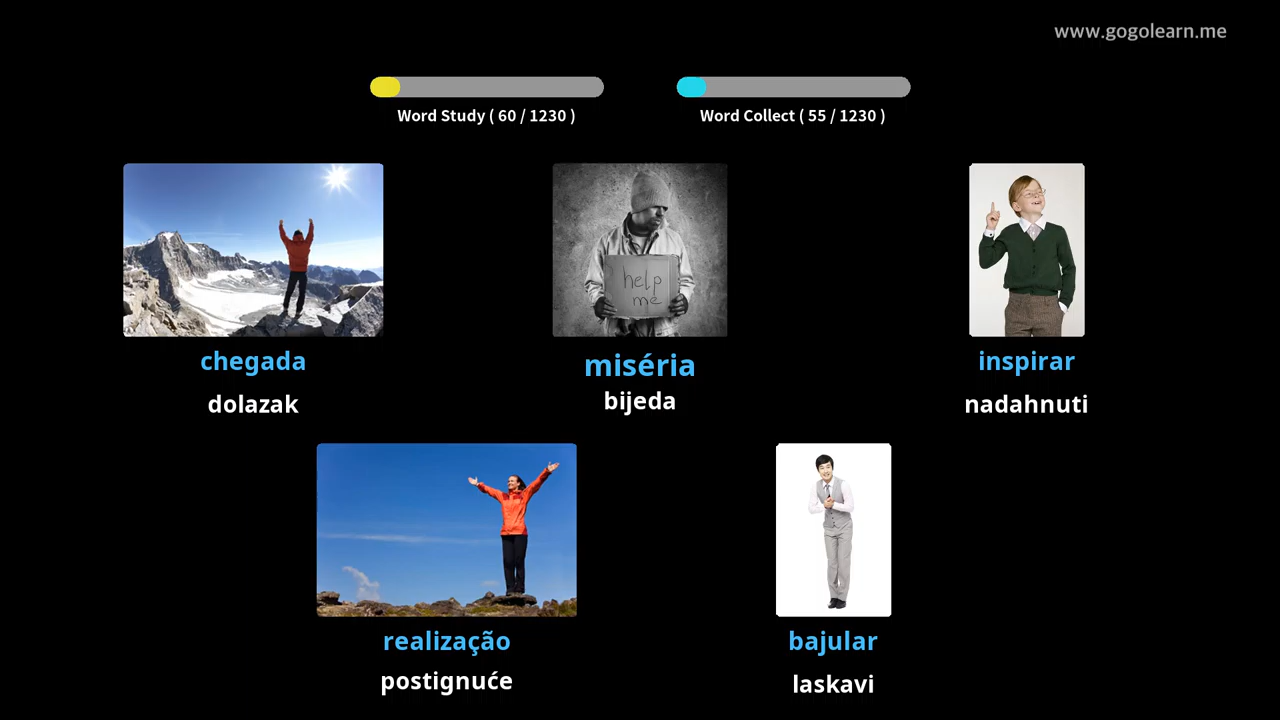 www.gogolearn.me
Word Study ( 60 / 1230 )
Word Collect ( 55 / 1230 )
help
me
chegada
miséria
inspirar
dolazak
bijeda
nadahnuti
realização
bajular
postignuće
laskavi